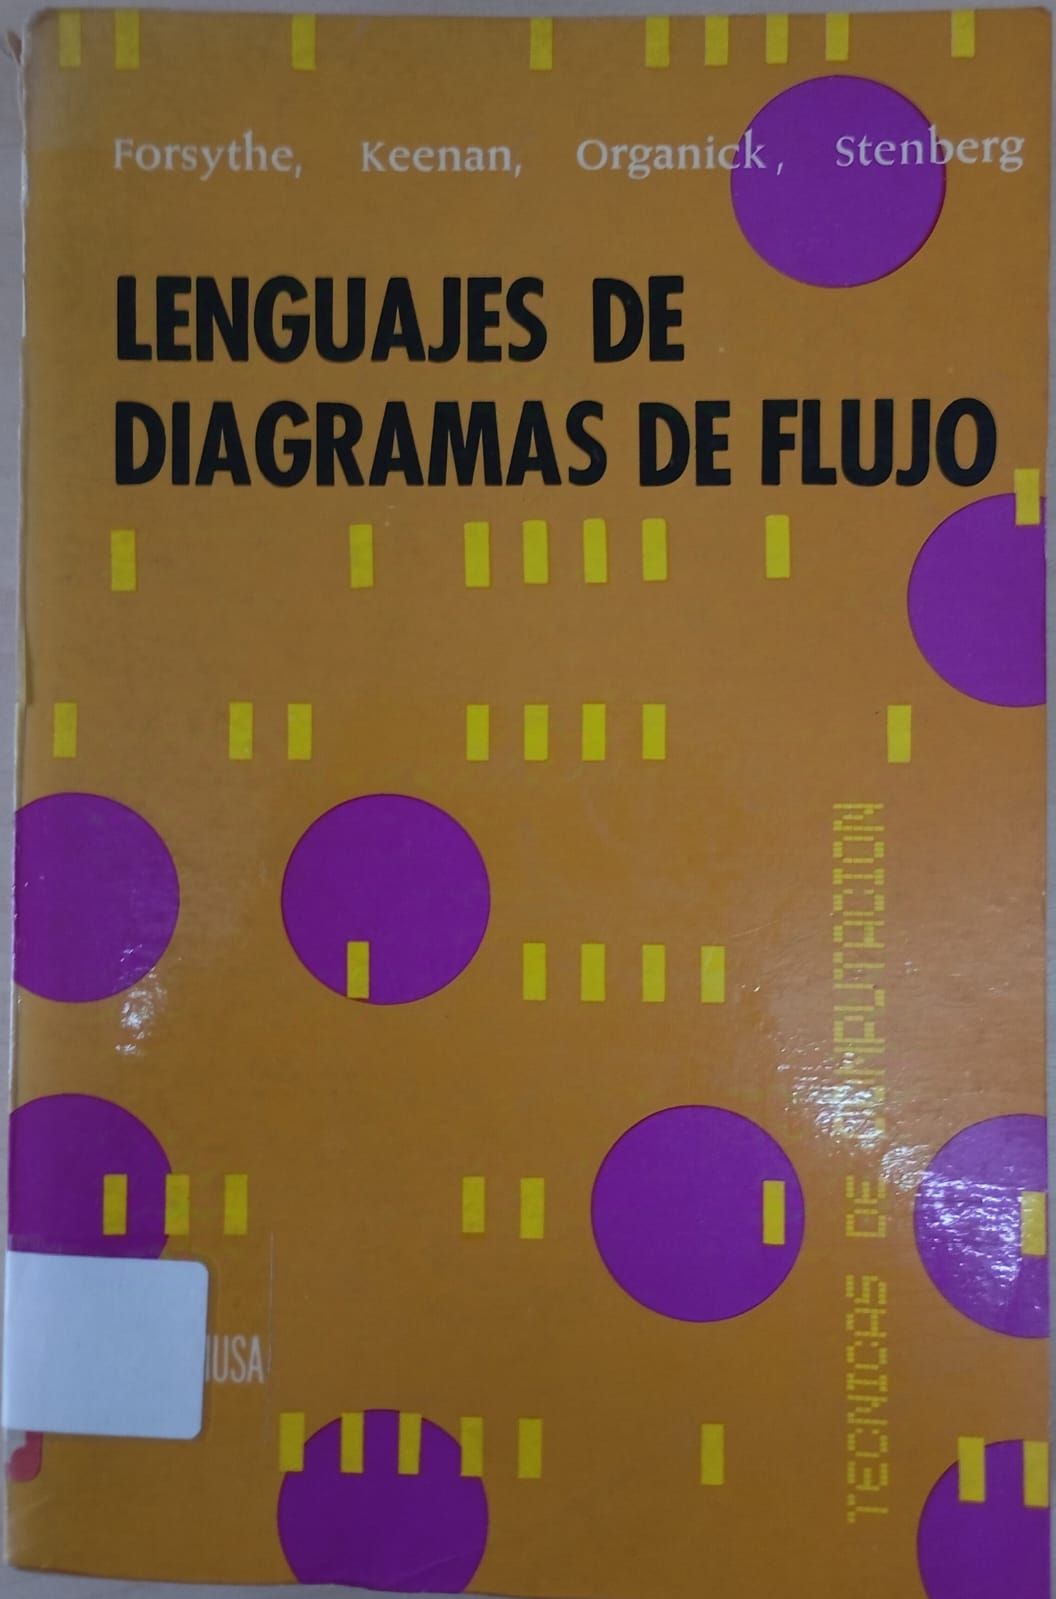 Forsythe, Keenan, Organick, Stenberg
LENGUAJES DE
DIAGRAMAS DE FLUJO
TECNICAS DE COMPUTACION